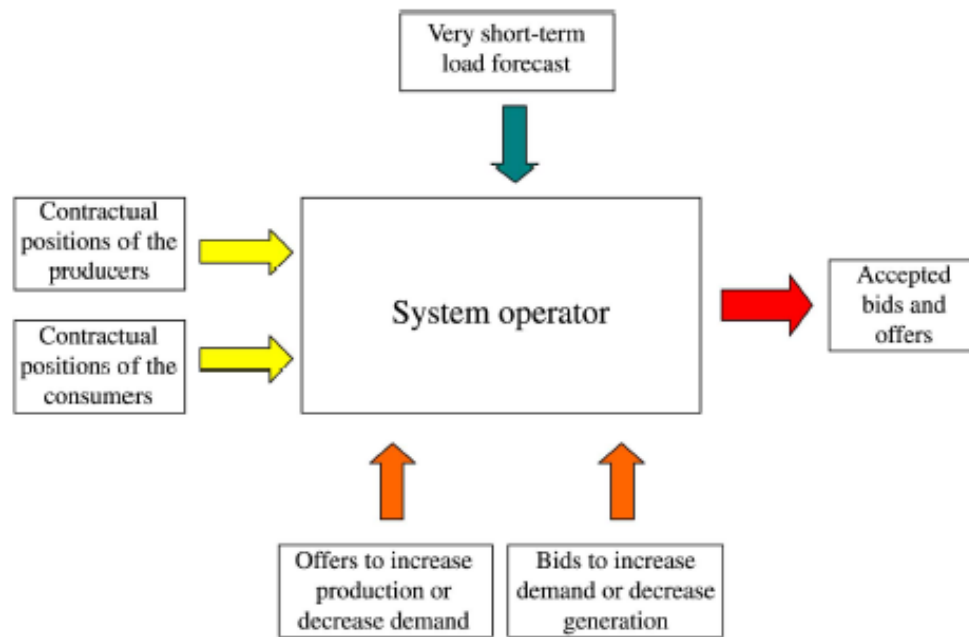 Very short-term
load forecast
Contractual
positions of the
producers
System operator
Accepted
bids and
offers
Contractual
positions of the
consumers
Offers to increase
production or
decrease demand
Bids to increase
demand or decrease
generation